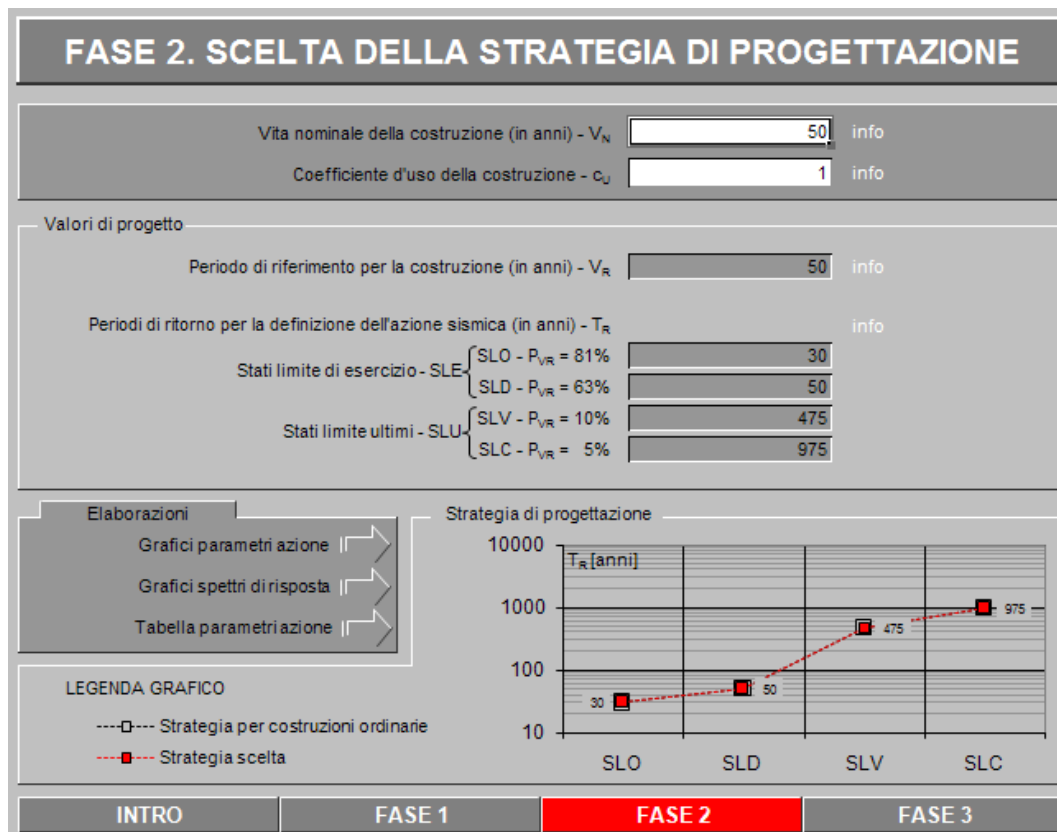 FASE 2. SCELTA DELLA STRATEGIA DI PROGETTAZIONE
Vita nominale della costruzione (in anni) - VN 50 info
Coefficiente d'uso della costruzione - cU 1 info
Valori di progetto
Periodo di riferimento per la costruzione (in anni) - VR 50 info
Periodi di ritorno per la definizione dell'azione sismica (in anni) - TR info
Stati limite di esercizio - SLE
SLO - PVR = 81% 30
SLD - PVR = 63% 50
Stati limite ultimi - SLU
SLV - PVR = 10% 475
SLC - PVR = 5% 975
Elaborazioni
Grafici parametri azione
Grafici spettri di risposta
Tabella parametri azione
Strategia di progettazione
10000
TR [anni]
1000
975
475
100
50
30
10
SLO SLD SLV SLC
LEGENDA GRAFICO
Strategia per costruzioni ordinarie
Strategia scelta
INTRO FASE 1 FASE 2 FASE 3